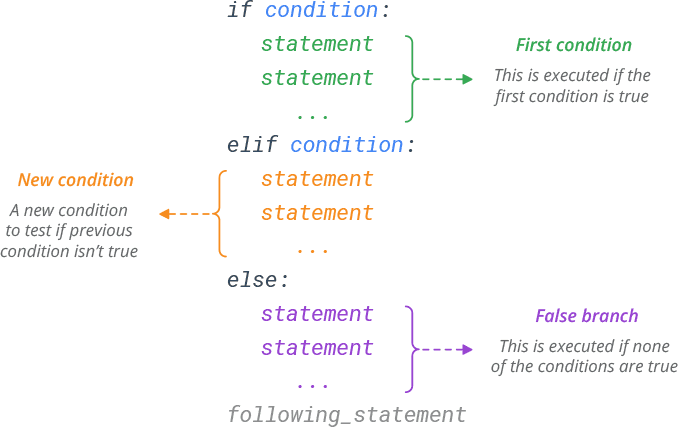 if condition:
statement
statement
...
First condition
This is executed if the
first condition is true
elif condition:
statement
statement
...
New condition
A new condition
to test if previous
condition isn’t true
else:
statement
statement
...
False branch
This is executed if none
of the conditions are true
following_statement